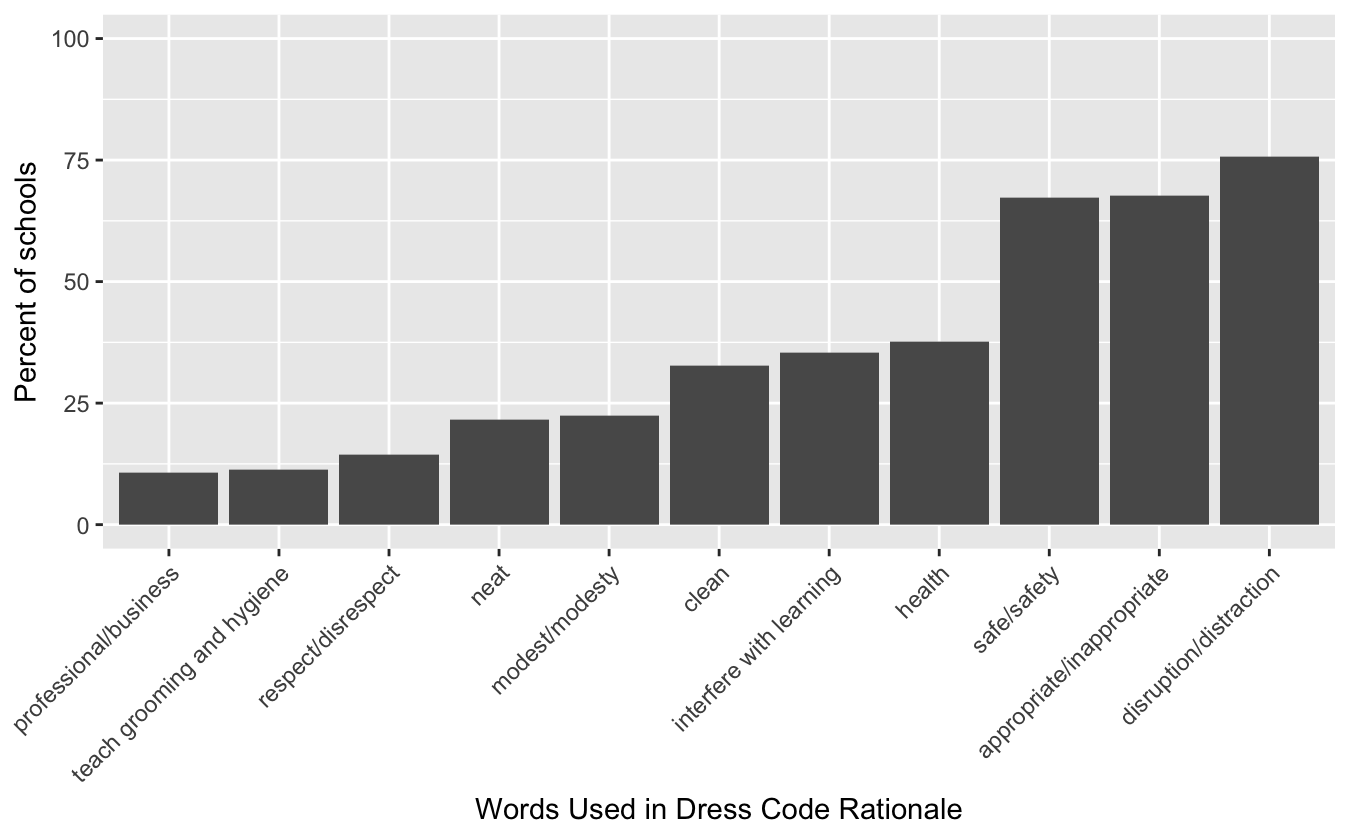 100
75
50
25
0
Percent of schools
professional/business
teach grooming and hygiene
respect/disrespect
neat
modest/modesty
clean
interfere with learning
health
safe/safety
appropriate/inappropriate
disruption/distraction
Words Used in Dress Code Rationale